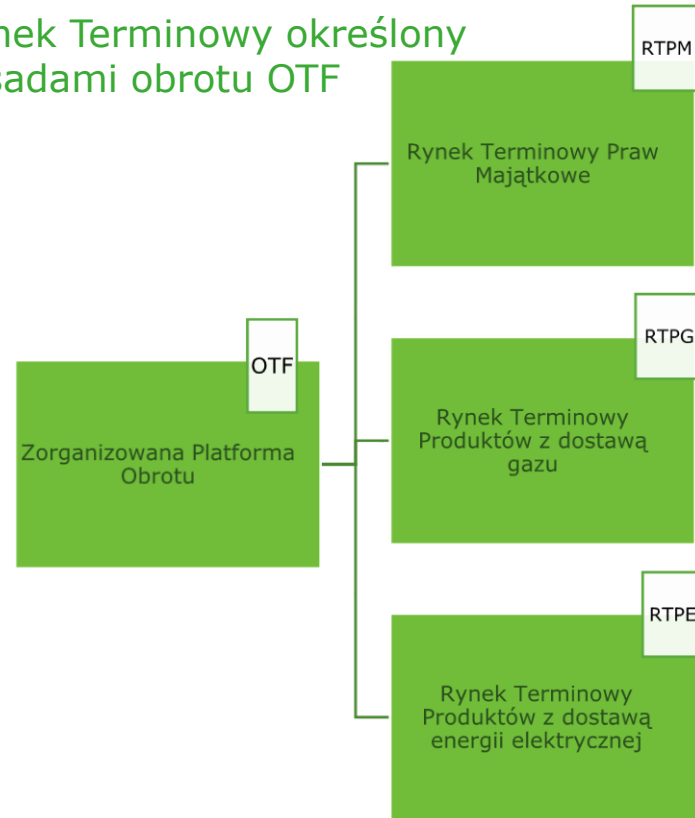 nek Terminowy określony
sadami obrotu OTF
RTPM
Rynek Terminowy Praw
Majątkowe
OTF
Zorganizowana Platforma
Obrotu
RTPG
Rynek Terminowy
Produktów z dostawą
gazu
RTPE
Rynek Terminowy
Produktów z dostawą
energii elektrycznej